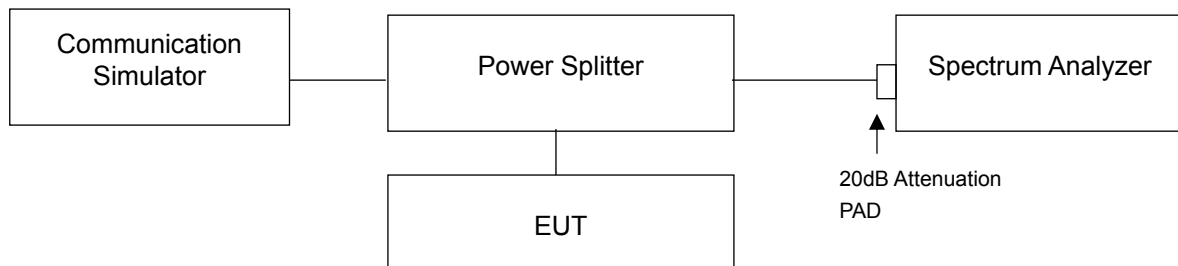 Communication
Simulator
Power Splitter
Spectrum Analyzer
20dB Attenuation
PAD
EUT